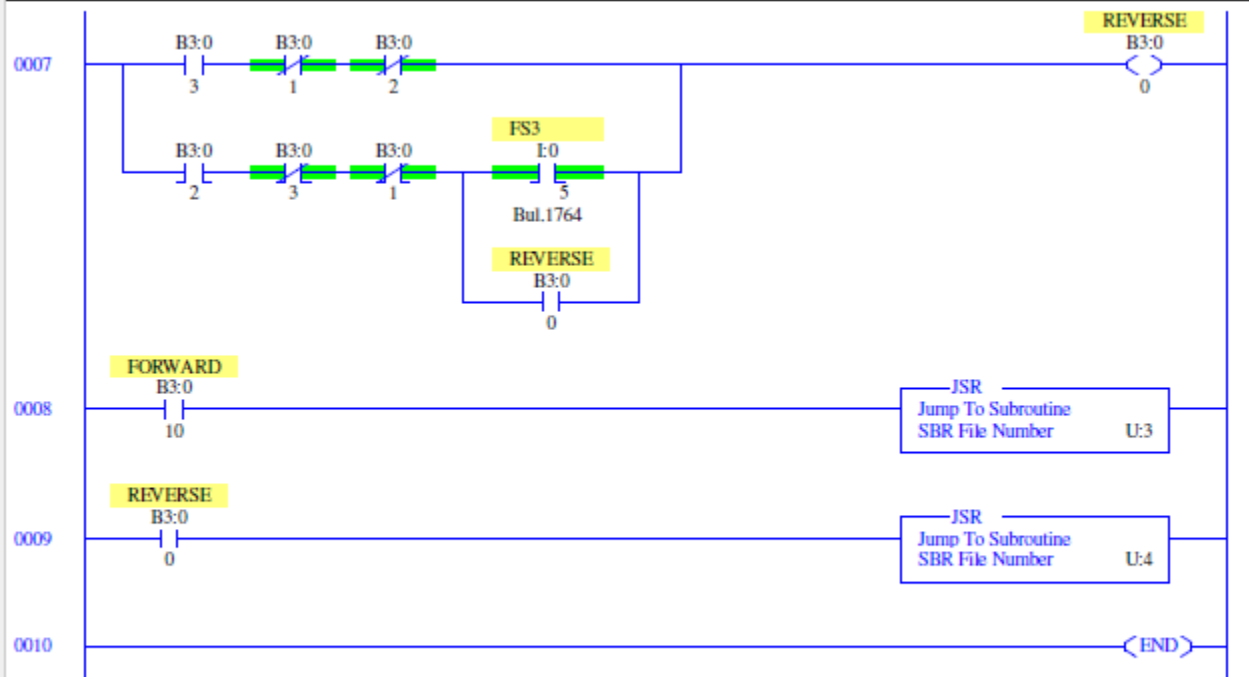 REVERSE
B3:0 B3:0 B3:0 B3:0
0007
3 1 2 0
FS3
B3:0 B3:0 B3:0 I:0
2 3 1 5
Bul.1764
REVERSE
B3:0
0
FORWARD
B3:0 JSR
0008 Jump To Subroutine
10 SBR File Number U:3
REVERSE
B3:0 JSR
0009 Jump To Subroutine
0 SBR File Number U:4
0010 END